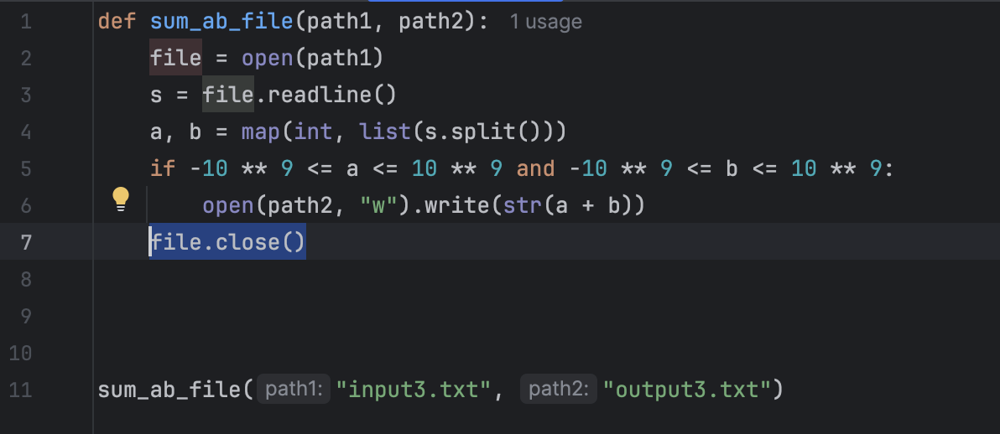 1 def sum_ab_file(path1, path2): 1 usage
2     file = open(path1)
3     s = file.readline()
4     a, b = map(int, list(s.split()))
5     if -10 ** 9 <= a <= 10 ** 9 and -10 ** 9 <= b <= 10 ** 9:
6         open(path2, "w").write(str(a + b))
7     file.close()
8
9
10
11 sum_ab_file( path1: "input3.txt", path2: "output3.txt")